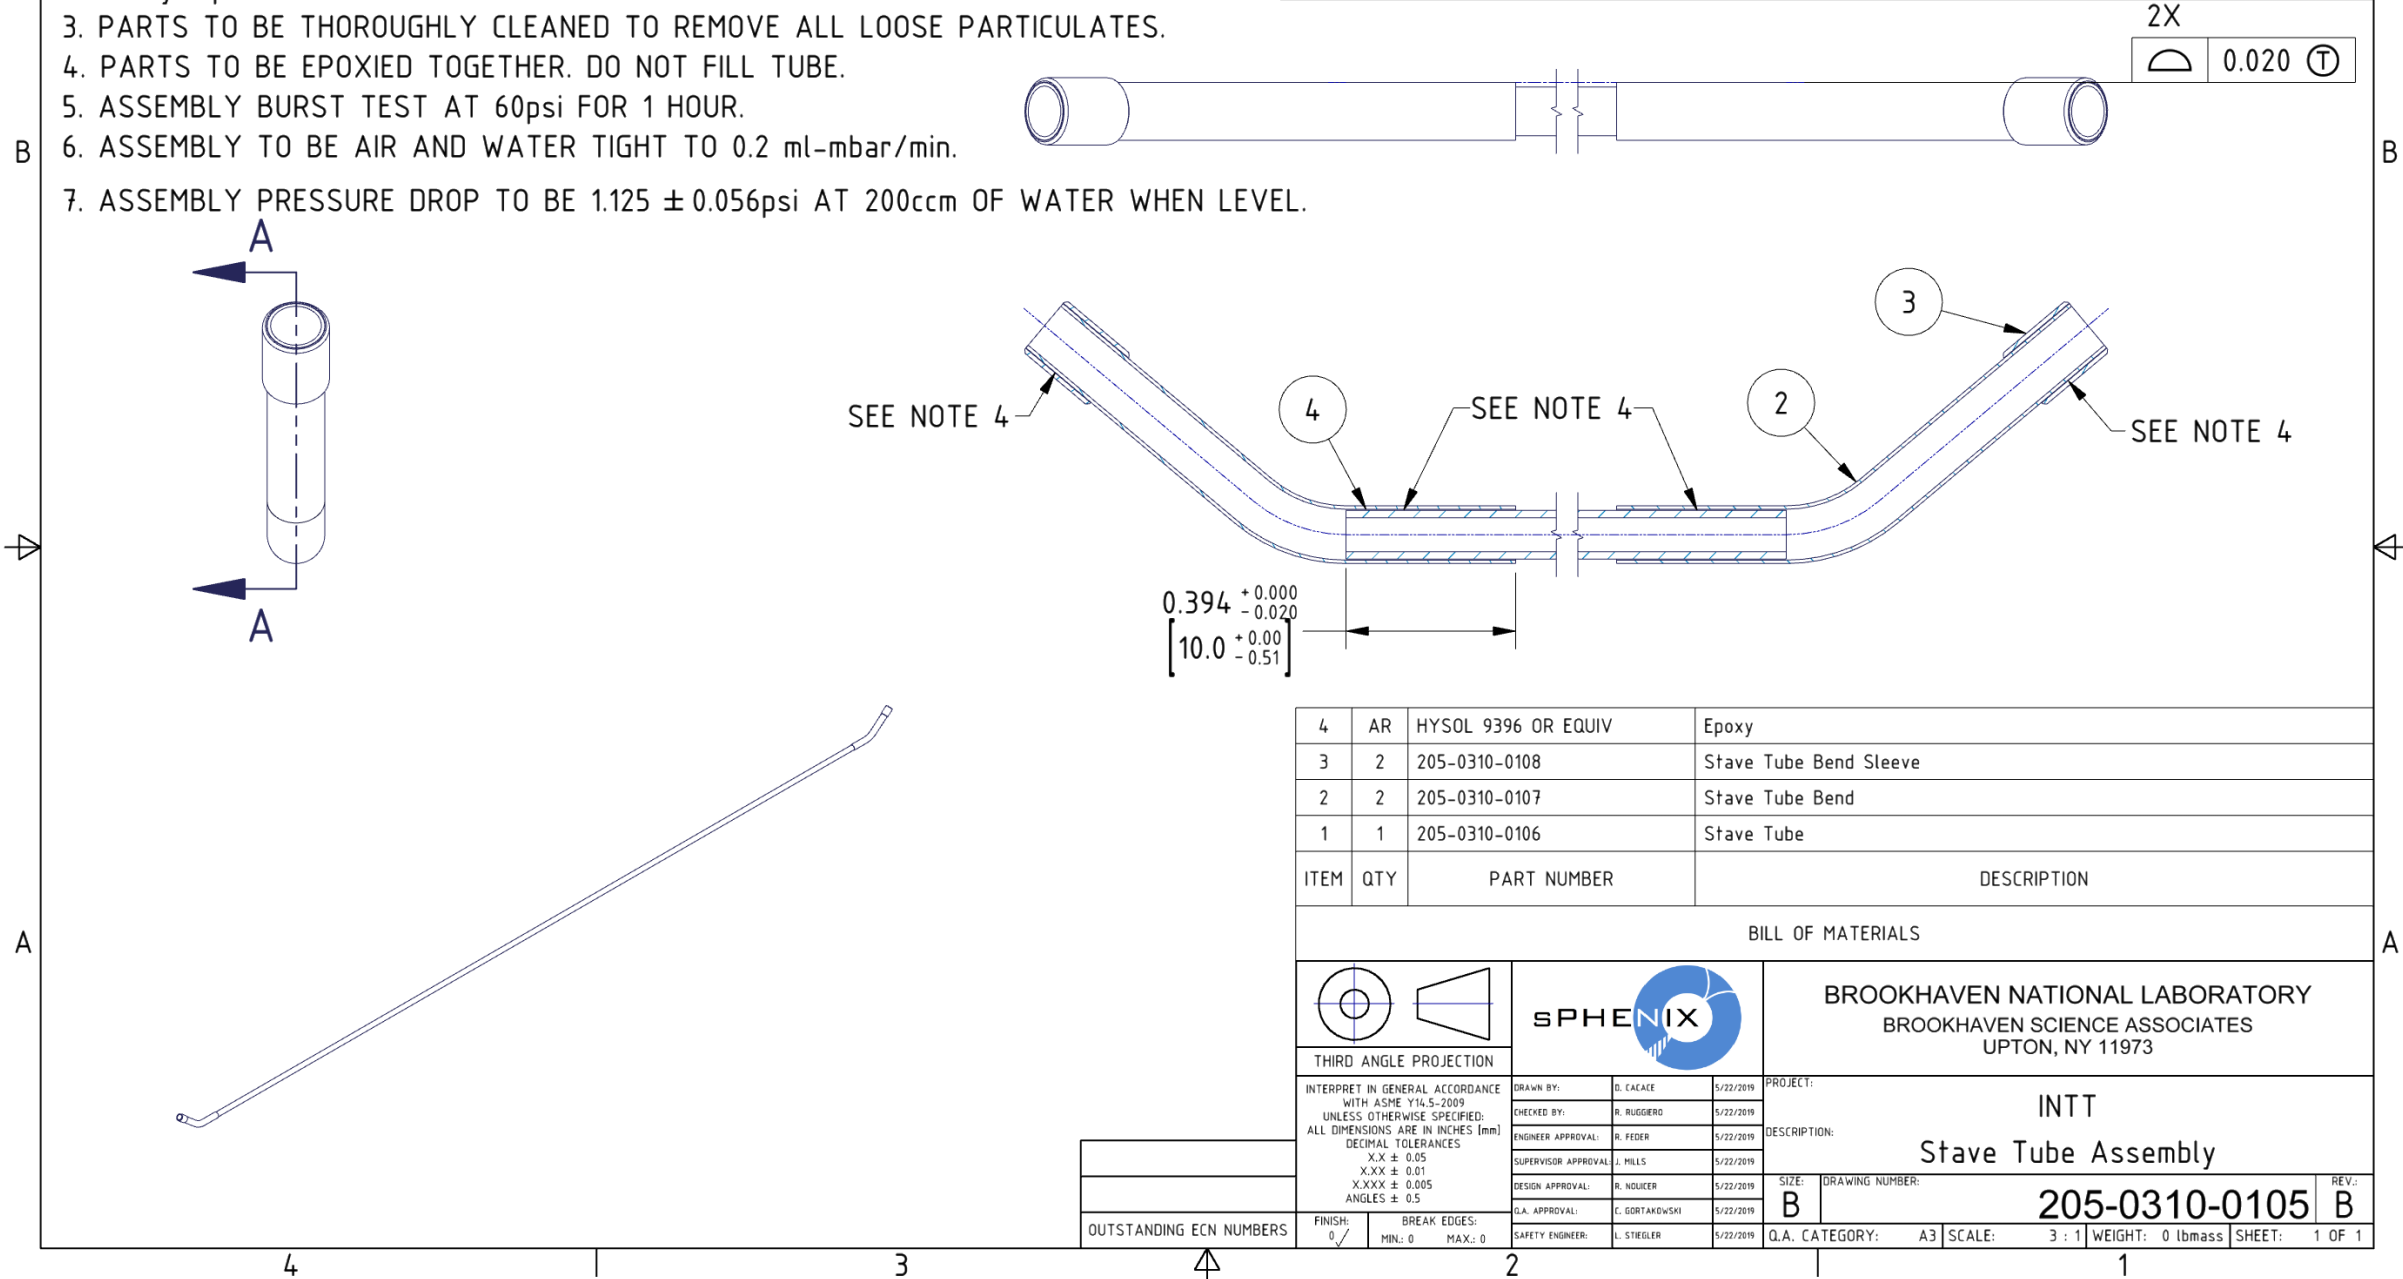 3. PARTS TO BE THOROUGHLY CLEANED TO REMOVE ALL LOOSE PARTICULATES.
4. PARTS TO BE EPOXIED TOGETHER. DO NOT FILL TUBE.
5. ASSEMBLY BURST TEST AT 60psi FOR 1 HOUR.
6. ASSEMBLY TO BE AIR AND WATER TIGHT TO 0.2 ml-mbar/min.
7. ASSEMBLY PRESSURE DROP TO BE 1.125 ± 0.056psi AT 200ccm OF WATER WHEN LEVEL.
2X
⌓ 0.020 Ⓣ
B
B
A
A
3
4
2
SEE NOTE 4
SEE NOTE 4
SEE NOTE 4
0.394 +0.000 -0.020
[10.0 +0.00 -0.51]
4 AR HYSOL 9396 OR EQUIV Epoxy
3 2 205-0310-0108 Stave Tube Bend Sleeve
2 2 205-0310-0107 Stave Tube Bend
1 1 205-0310-0106 Stave Tube
ITEM QTY PART NUMBER DESCRIPTION
BILL OF MATERIALS
A
A
THIRD ANGLE PROJECTION
sPHENIX
BROOKHAVEN NATIONAL LABORATORY
BROOKHAVEN SCIENCE ASSOCIATES
UPTON, NY 11973
INTERPRET IN GENERAL ACCORDANCE
WITH ASME Y14.5-2009
UNLESS OTHERWISE SPECIFIED:
ALL DIMENSIONS ARE IN INCHES [mm]
DECIMAL TOLERANCES
X.X ± 0.05
X.XX ± 0.01
X.XXX ± 0.005
ANGLES ± 0.5
FINISH: 0
BREAK EDGES:
MIN.: 0 MAX.: 0
DRAWN BY: D. CACACE 5/22/2019
CHECKED BY: R. RUGGIERO 5/22/2019
ENGINEER APPROVAL: R. FEDER 5/22/2019
SUPERVISOR APPROVAL: J. MILLS 5/22/2019
DESIGN APPROVAL: R. NOUICER 5/22/2019
Q.A. APPROVAL: C. GORTAKOWSKI 5/22/2019
SAFETY ENGINEER: L. STIEGLER 5/22/2019
PROJECT:
INTT
DESCRIPTION:
Stave Tube Assembly
SIZE: B
DRAWING NUMBER: 205-0310-0105
REV.: B
Q.A. CATEGORY: A3 SCALE: 3 : 1 WEIGHT: 0 lbmass SHEET: 1 OF 1
OUTSTANDING ECN NUMBERS
4 3 2 1